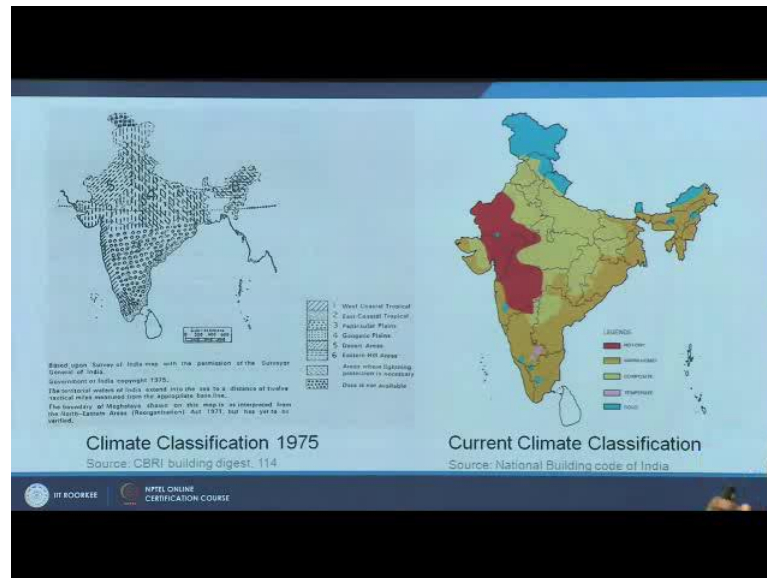 1 West Coastal Tropical
2 East Coastal Tropical
3 Peninsular Plains
4 Gangetic Plains
5 Desert Areas
6 Eastern Hill Areas
Areas where
Data is not available
Based upon Survey of India map with the permission of the Surveyor
General of India.
Government of India copyright 1975.
The territorial waters of India extend into the sea to a distance of twelve
nautical miles measured from the appropriate base line.
The boundary of Meghalaya shown on this map is as interpreted from
the North-Eastern Areas (Reorganisation) Act 1971, but has yet to be
verified.
Climate Classification 1975
Source: CBRI building digest, 114
LEGENDS
HOT-DRY
WARM-HUMID
COMPOSITE
TEMPERATE
COLD
Current Climate Classification
Source: National Building code of India
IIT ROORKEE
NPTEL ONLINE
CERTIFICATION COURSE